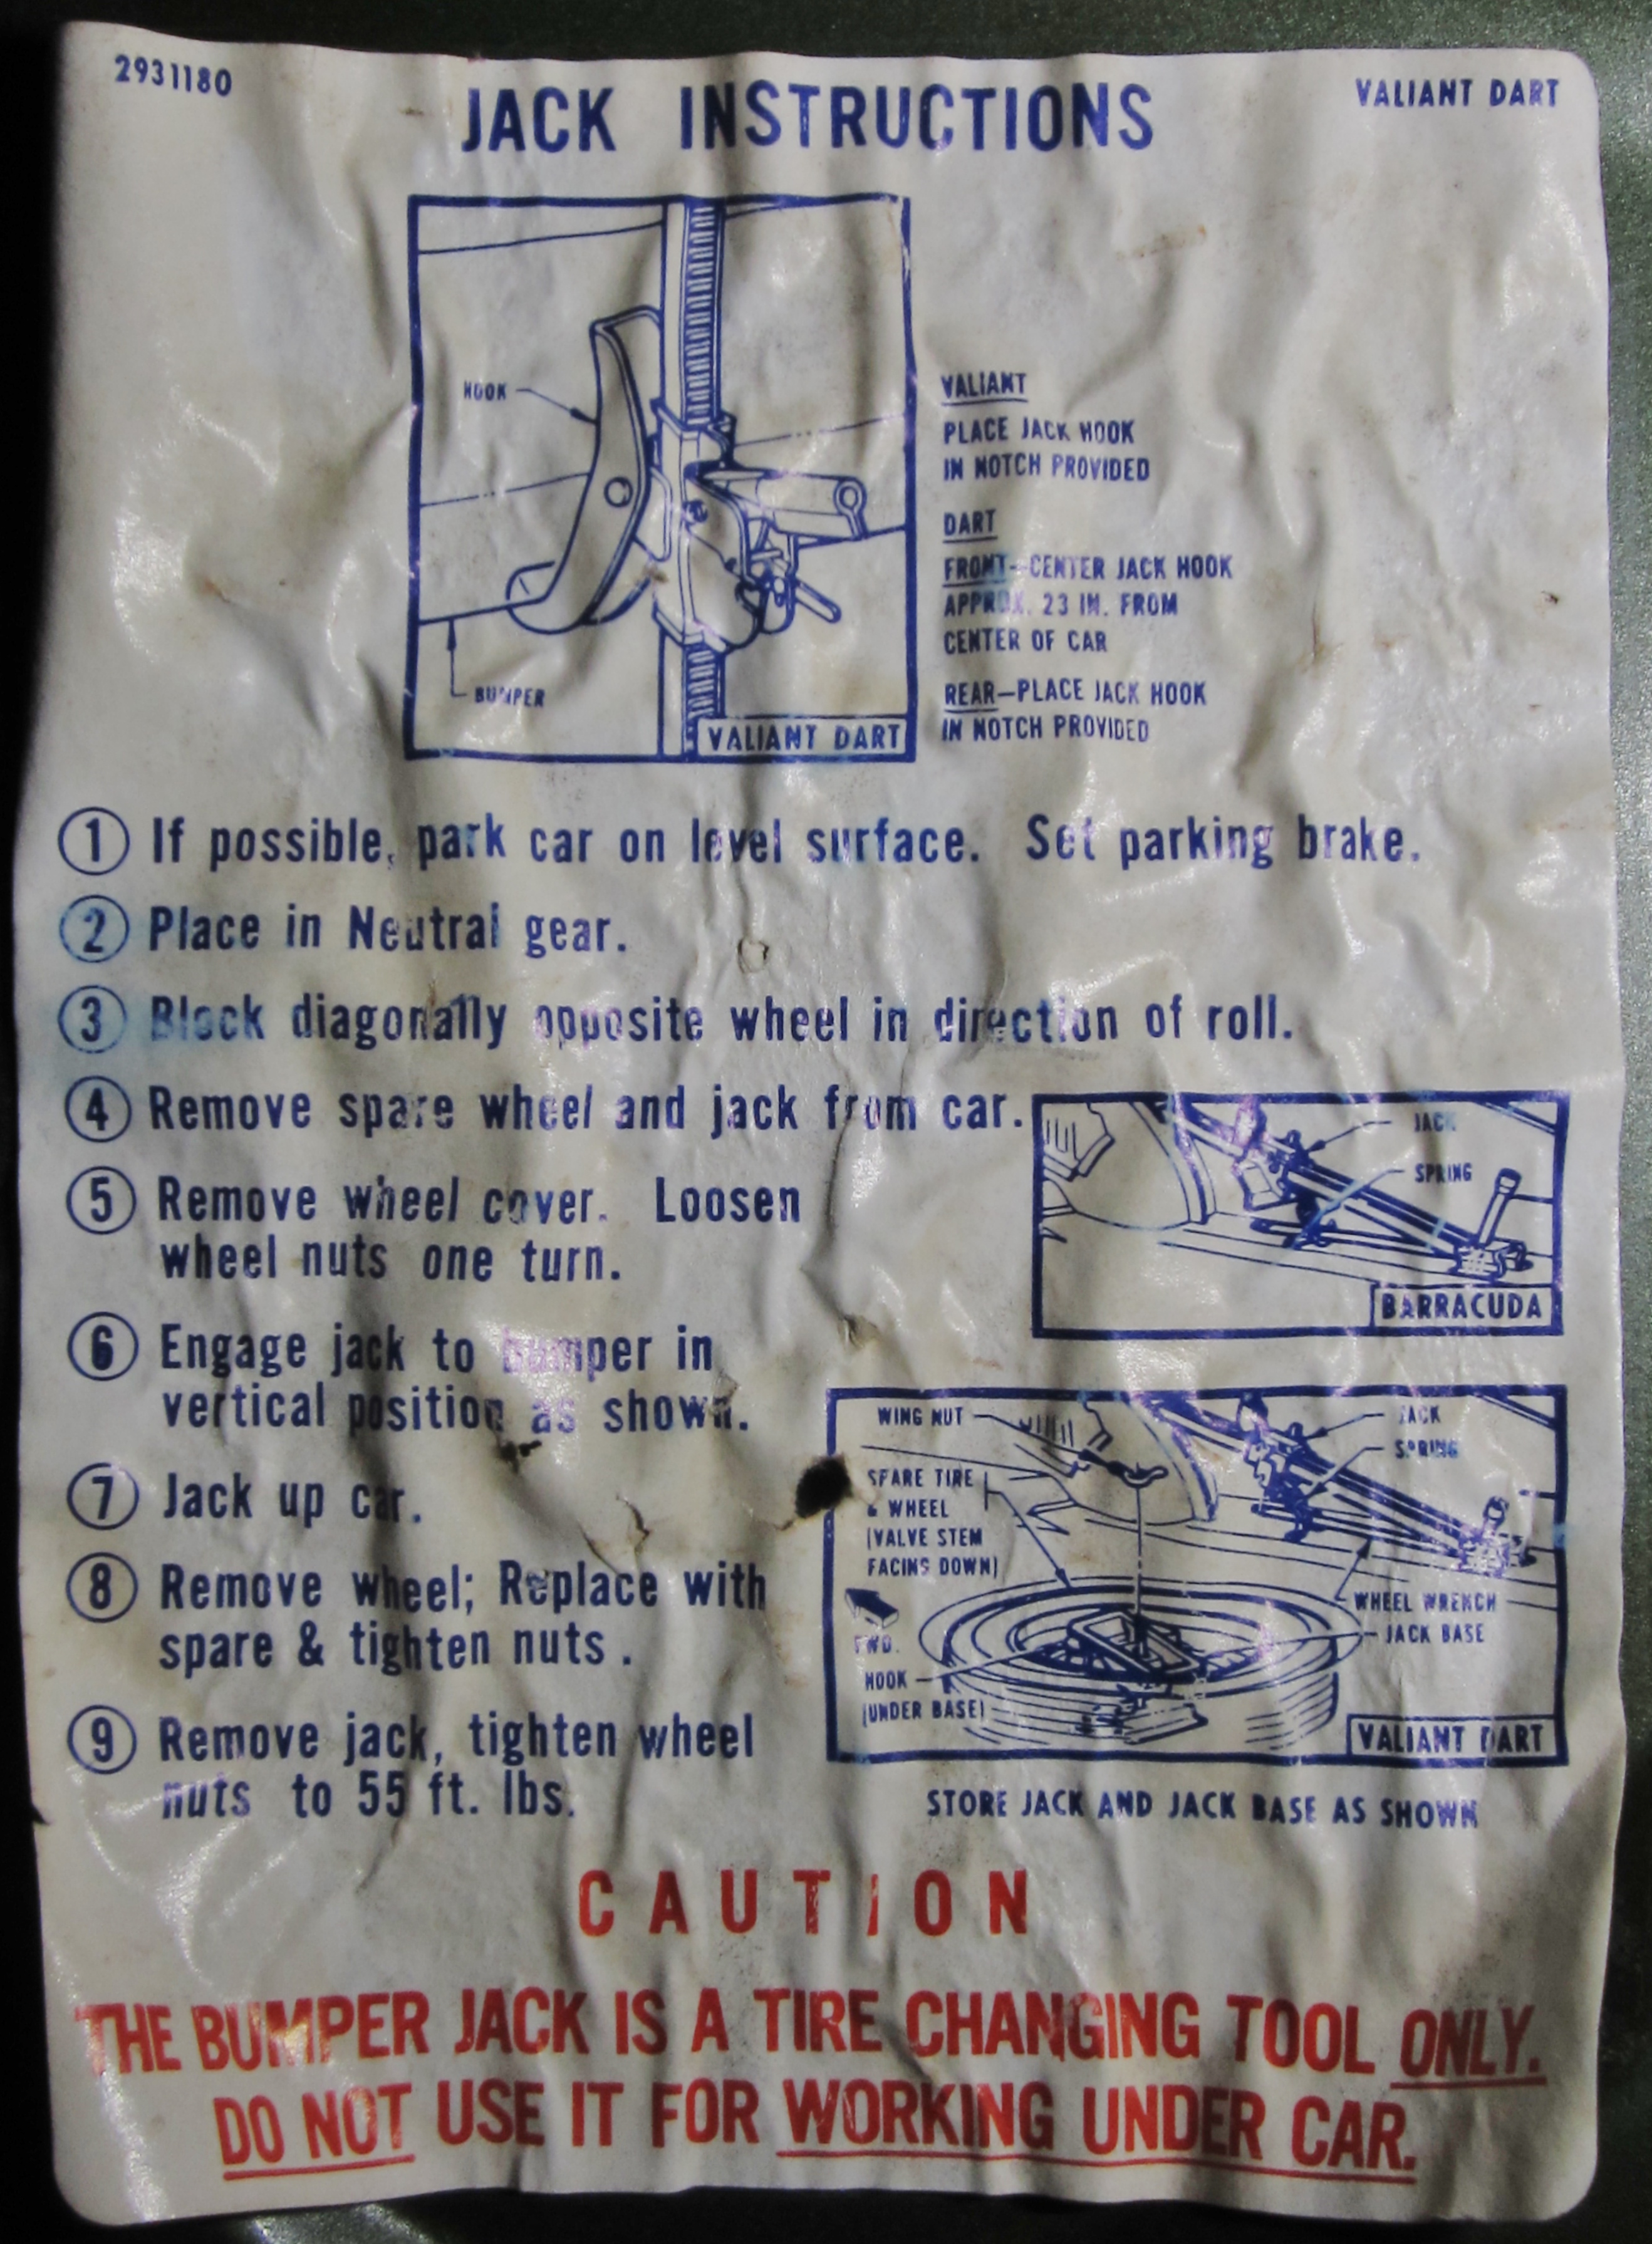 2931180
JACK INSTRUCTIONS
VALIANT DART
HOOK
BUMPER
VALIANT DART
VALIANT
PLACE JACK HOOK
IN NOTCH PROVIDED
DART
FRONT-CENTER JACK HOOK
APPROX. 23 IN. FROM
CENTER OF CAR
REAR-PLACE JACK HOOK
IN NOTCH PROVIDED
1 If possible, park car on level surface. Set parking brake.
2 Place in Neutral gear.
3 Block diagonally opposite wheel in direction of roll.
4 Remove spare wheel and jack from car.
5 Remove wheel cover. Loosen
wheel nuts one turn.
6 Engage jack to bumper in
vertical position as shown.
7 Jack up car.
8 Remove wheel; Replace with
spare & tighten nuts.
9 Remove jack, tighten wheel
nuts to 55 ft. lbs.
JACK
SPRING
BARRACUDA
WING NUT
JACK
SPRING
SPARE TIRE
& WHEEL
(VALVE STEM
FACING DOWN)
FWD.
HOOK
(UNDER BASE)
WHEEL WRENCH
JACK BASE
VALIANT DART
STORE JACK AND JACK BASE AS SHOWN
CAUTION
THE BUMPER JACK IS A TIRE CHANGING TOOL ONLY.
DO NOT USE IT FOR WORKING UNDER CAR.